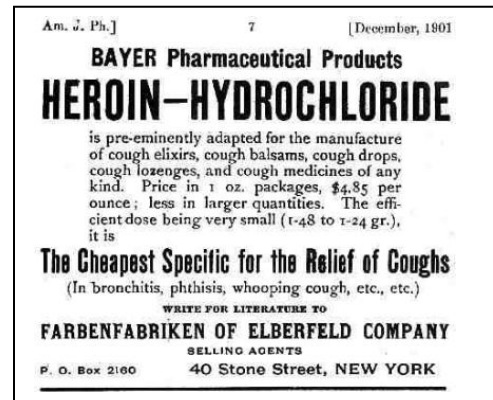 Am. J. Ph.] 7 [December, 1901
BAYER Pharmaceutical Products
HEROIN–HYDROCHLORIDE
is pre-eminently adapted for the manufacture
of cough elixirs, cough balsams, cough drops,
cough lozenges, and cough medicines of any
kind. Price in 1 oz. packages, $4.85 per
ounce; less in larger quantities. The effi-
cient dose being very small (1-48 to 1-24 gr.),
it is
The Cheapest Specific for the Relief of Coughs
(In bronchitis, phthisis, whooping cough, etc., etc.)
WRITE FOR LITERATURE TO
FARBENFABRIKEN OF ELBERFELD COMPANY
SELLING AGENTS
P. O. Box 2160 40 Stone Street, NEW YORK